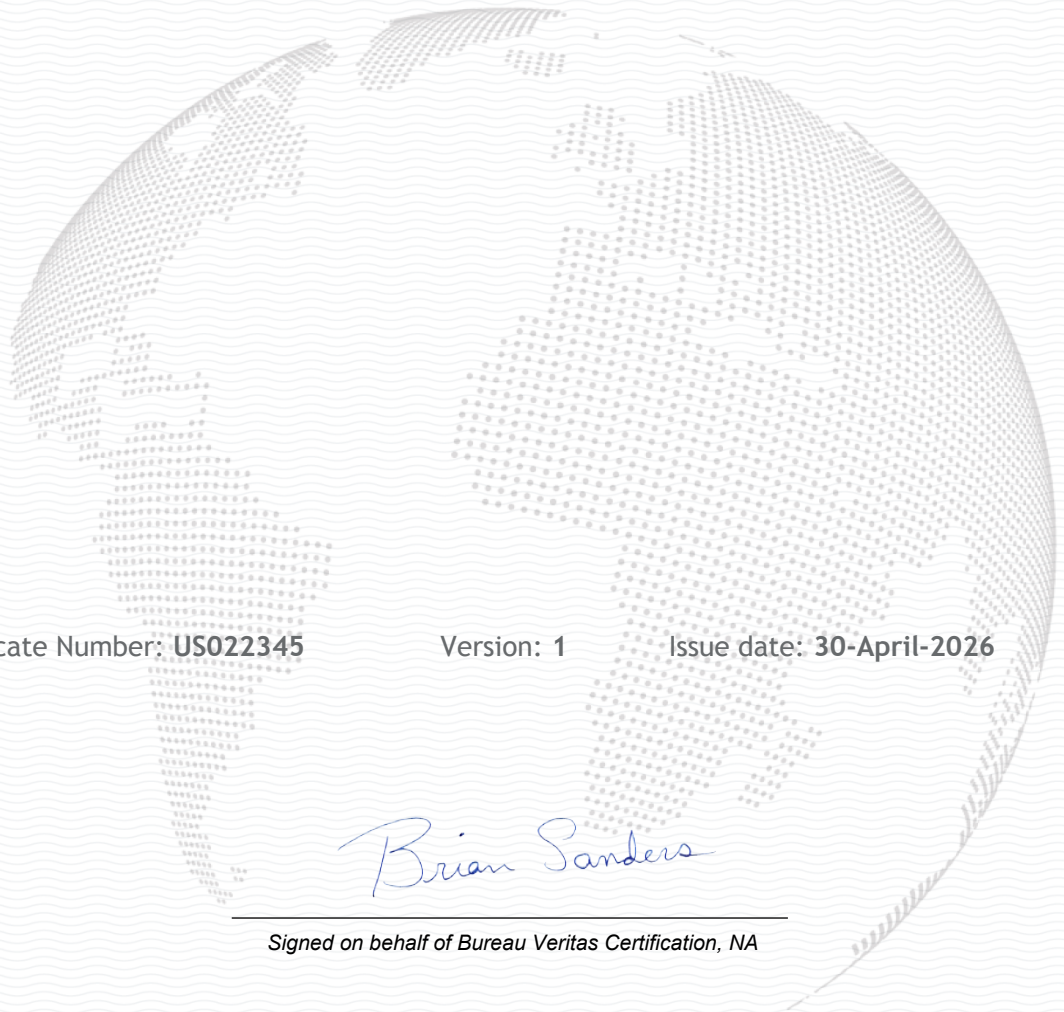 cate Number: US022345 Version: 1 Issue date: 30-April-2026
Brian Sanders
Signed on behalf of Bureau Veritas Certification, NA